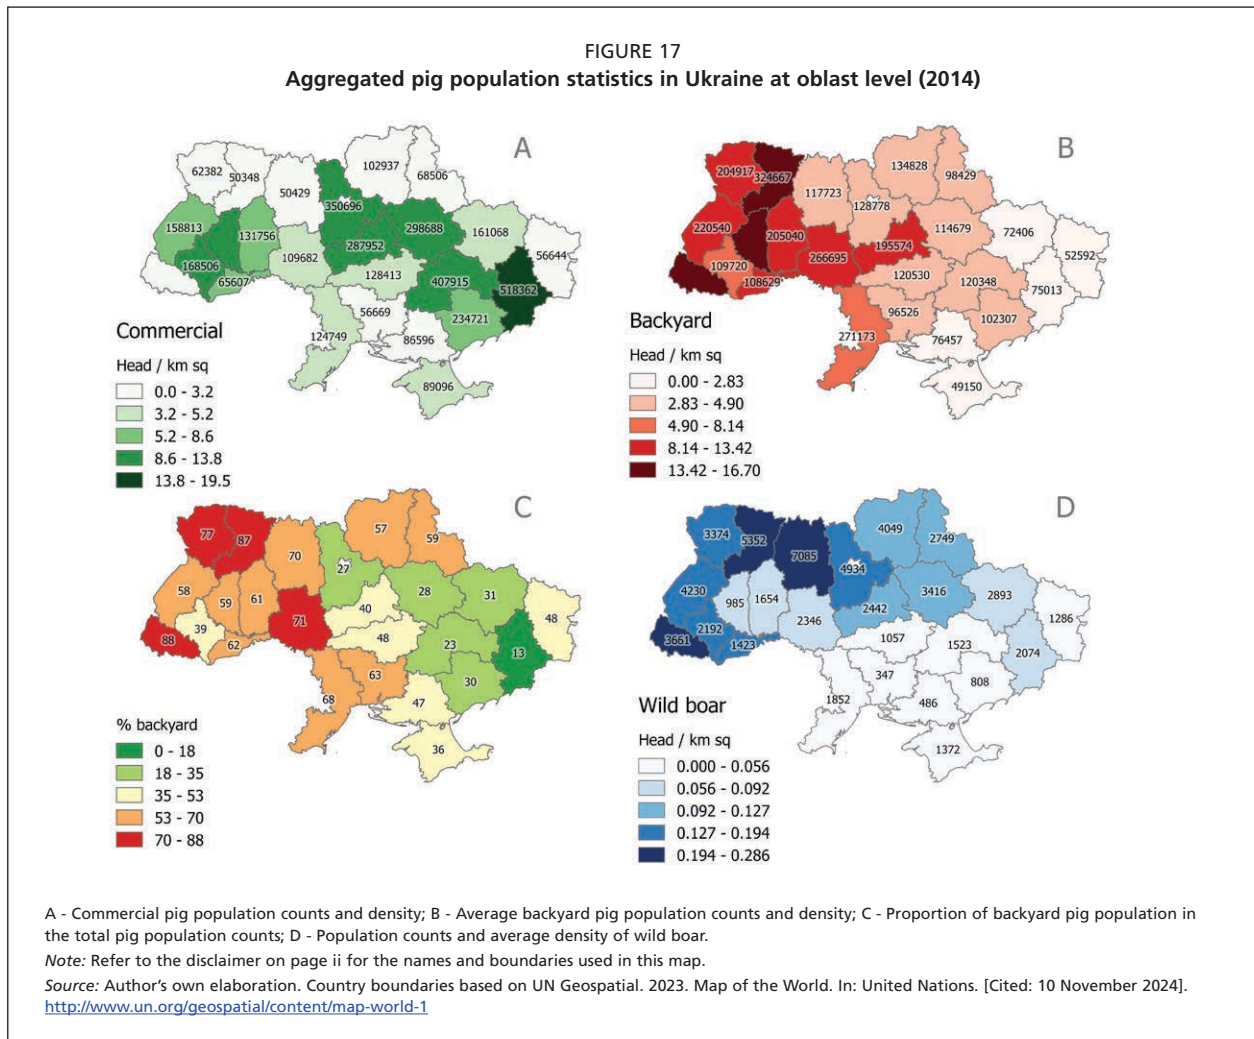 FIGURE 17
Aggregated pig population statistics in Ukraine at oblast level (2014)
A
62382
50348
50429
102937
68506
350696
158813
131756
298688
161068
56644
287952
168506
109682
128413
407915
518362
65607
56669
234721
124749
86596
89096
Commercial
Head / km sq
0.0 - 3.2
3.2 - 5.2
5.2 - 8.6
8.6 - 13.8
13.8 - 19.5
B
204917
324667
117723
134828
98429
128778
220540
205040
195574
114679
72406
52592
109720
266695
120530
120348
75013
108629
96526
102307
271173
76457
49150
Backyard
Head / km sq
0.00 - 2.83
2.83 - 4.90
4.90 - 8.14
8.14 - 13.42
13.42 - 16.70
C
77
87
70
57
59
27
58
59
61
28
31
48
40
39
71
48
23
13
88
62
63
30
68
47
36
% backyard
0 - 18
18 - 35
35 - 53
53 - 70
70 - 88
D
3374
5352
7085
4049
2749
4934
4230
985
1654
3416
2893
1286
2442
2192
2346
1057
1523
2074
3661
1423
347
808
1852
486
1372
Wild boar
Head / km sq
0.000 - 0.056
0.056 - 0.092
0.092 - 0.127
0.127 - 0.194
0.194 - 0.286
A - Commercial pig population counts and density; B - Average backyard pig population counts and density; C - Proportion of backyard pig population in
the total pig population counts; D - Population counts and average density of wild boar.
Note: Refer to the disclaimer on page ii for the names and boundaries used in this map.
Source: Author's own elaboration. Country boundaries based on UN Geospatial. 2023. Map of the World. In: United Nations. [Cited: 10 November 2024].
http://www.un.org/geospatial/content/map-world-1